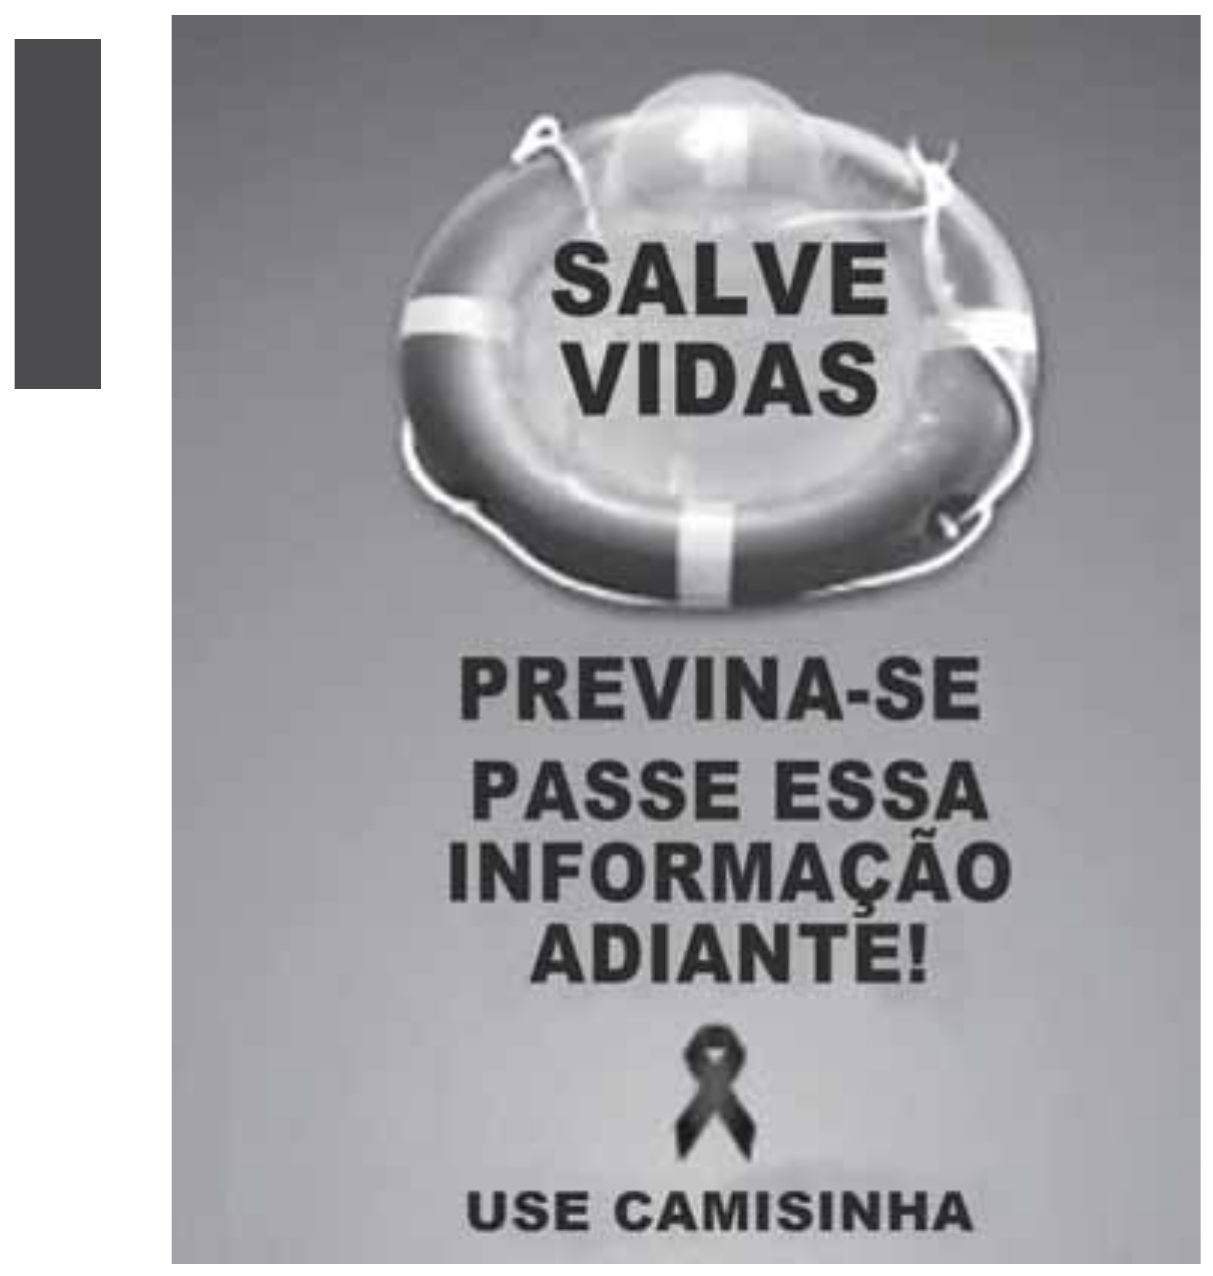 SALVE
VIDAS
PREVINA-SE
PASSE ESSA
INFORMAÇÃO
ADIANTE!
USE CAMISINHA